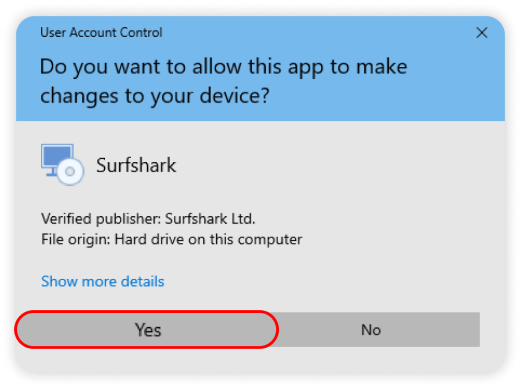 User Account Control
Do you want to allow this app to make
changes to your device?
Surfshark
Verified publisher: Surfshark Ltd.
File origin: Hard drive on this computer
Show more details
Yes
No